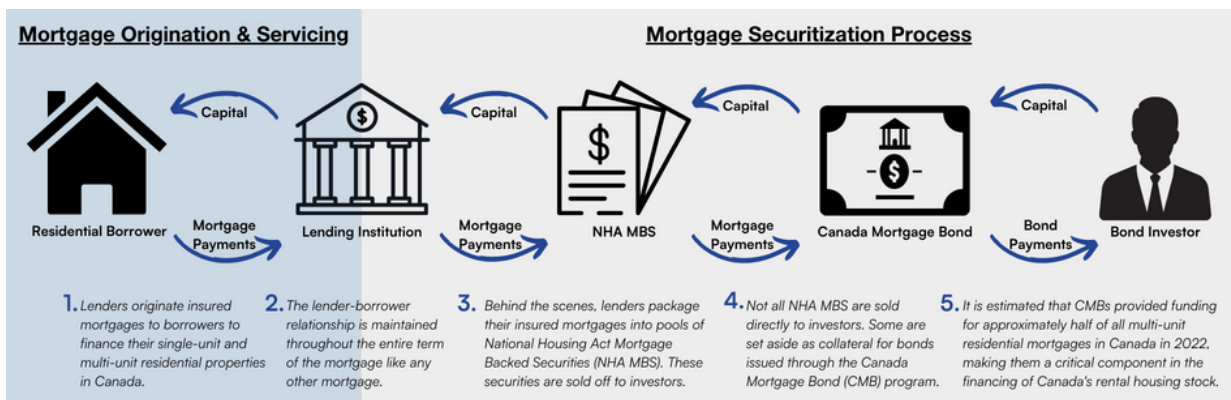 Mortgage Origination & Servicing
Mortgage Securitization Process
Capital
Capital
Capital
Capital
$
$
$
Residential Borrower
Lending Institution
NHA MBS
Canada Mortgage Bond
Bond Investor
Mortgage
Payments
Mortgage
Payments
Mortgage
Payments
Bond
Payments
1. Lenders originate insured
mortgages to borrowers to
finance their single-unit and
multi-unit residential properties
in Canada.
2. The lender-borrower
relationship is maintained
throughout the entire term
of the mortgage like any
other mortgage.
3. Behind the scenes, lenders package
their insured mortgages into pools of
National Housing Act Mortgage
Backed Securities (NHA MBS). These
securities are sold off to investors.
4. Not all NHA MBS are sold
directly to investors. Some are
set aside as collateral for bonds
issued through the Canada
Mortgage Bond (CMB) program.
5. It is estimated that CMBs provided funding
for approximately half of all multi-unit
residential mortgages in Canada in 2022,
making them a critical component in the
financing of Canada's rental housing stock.